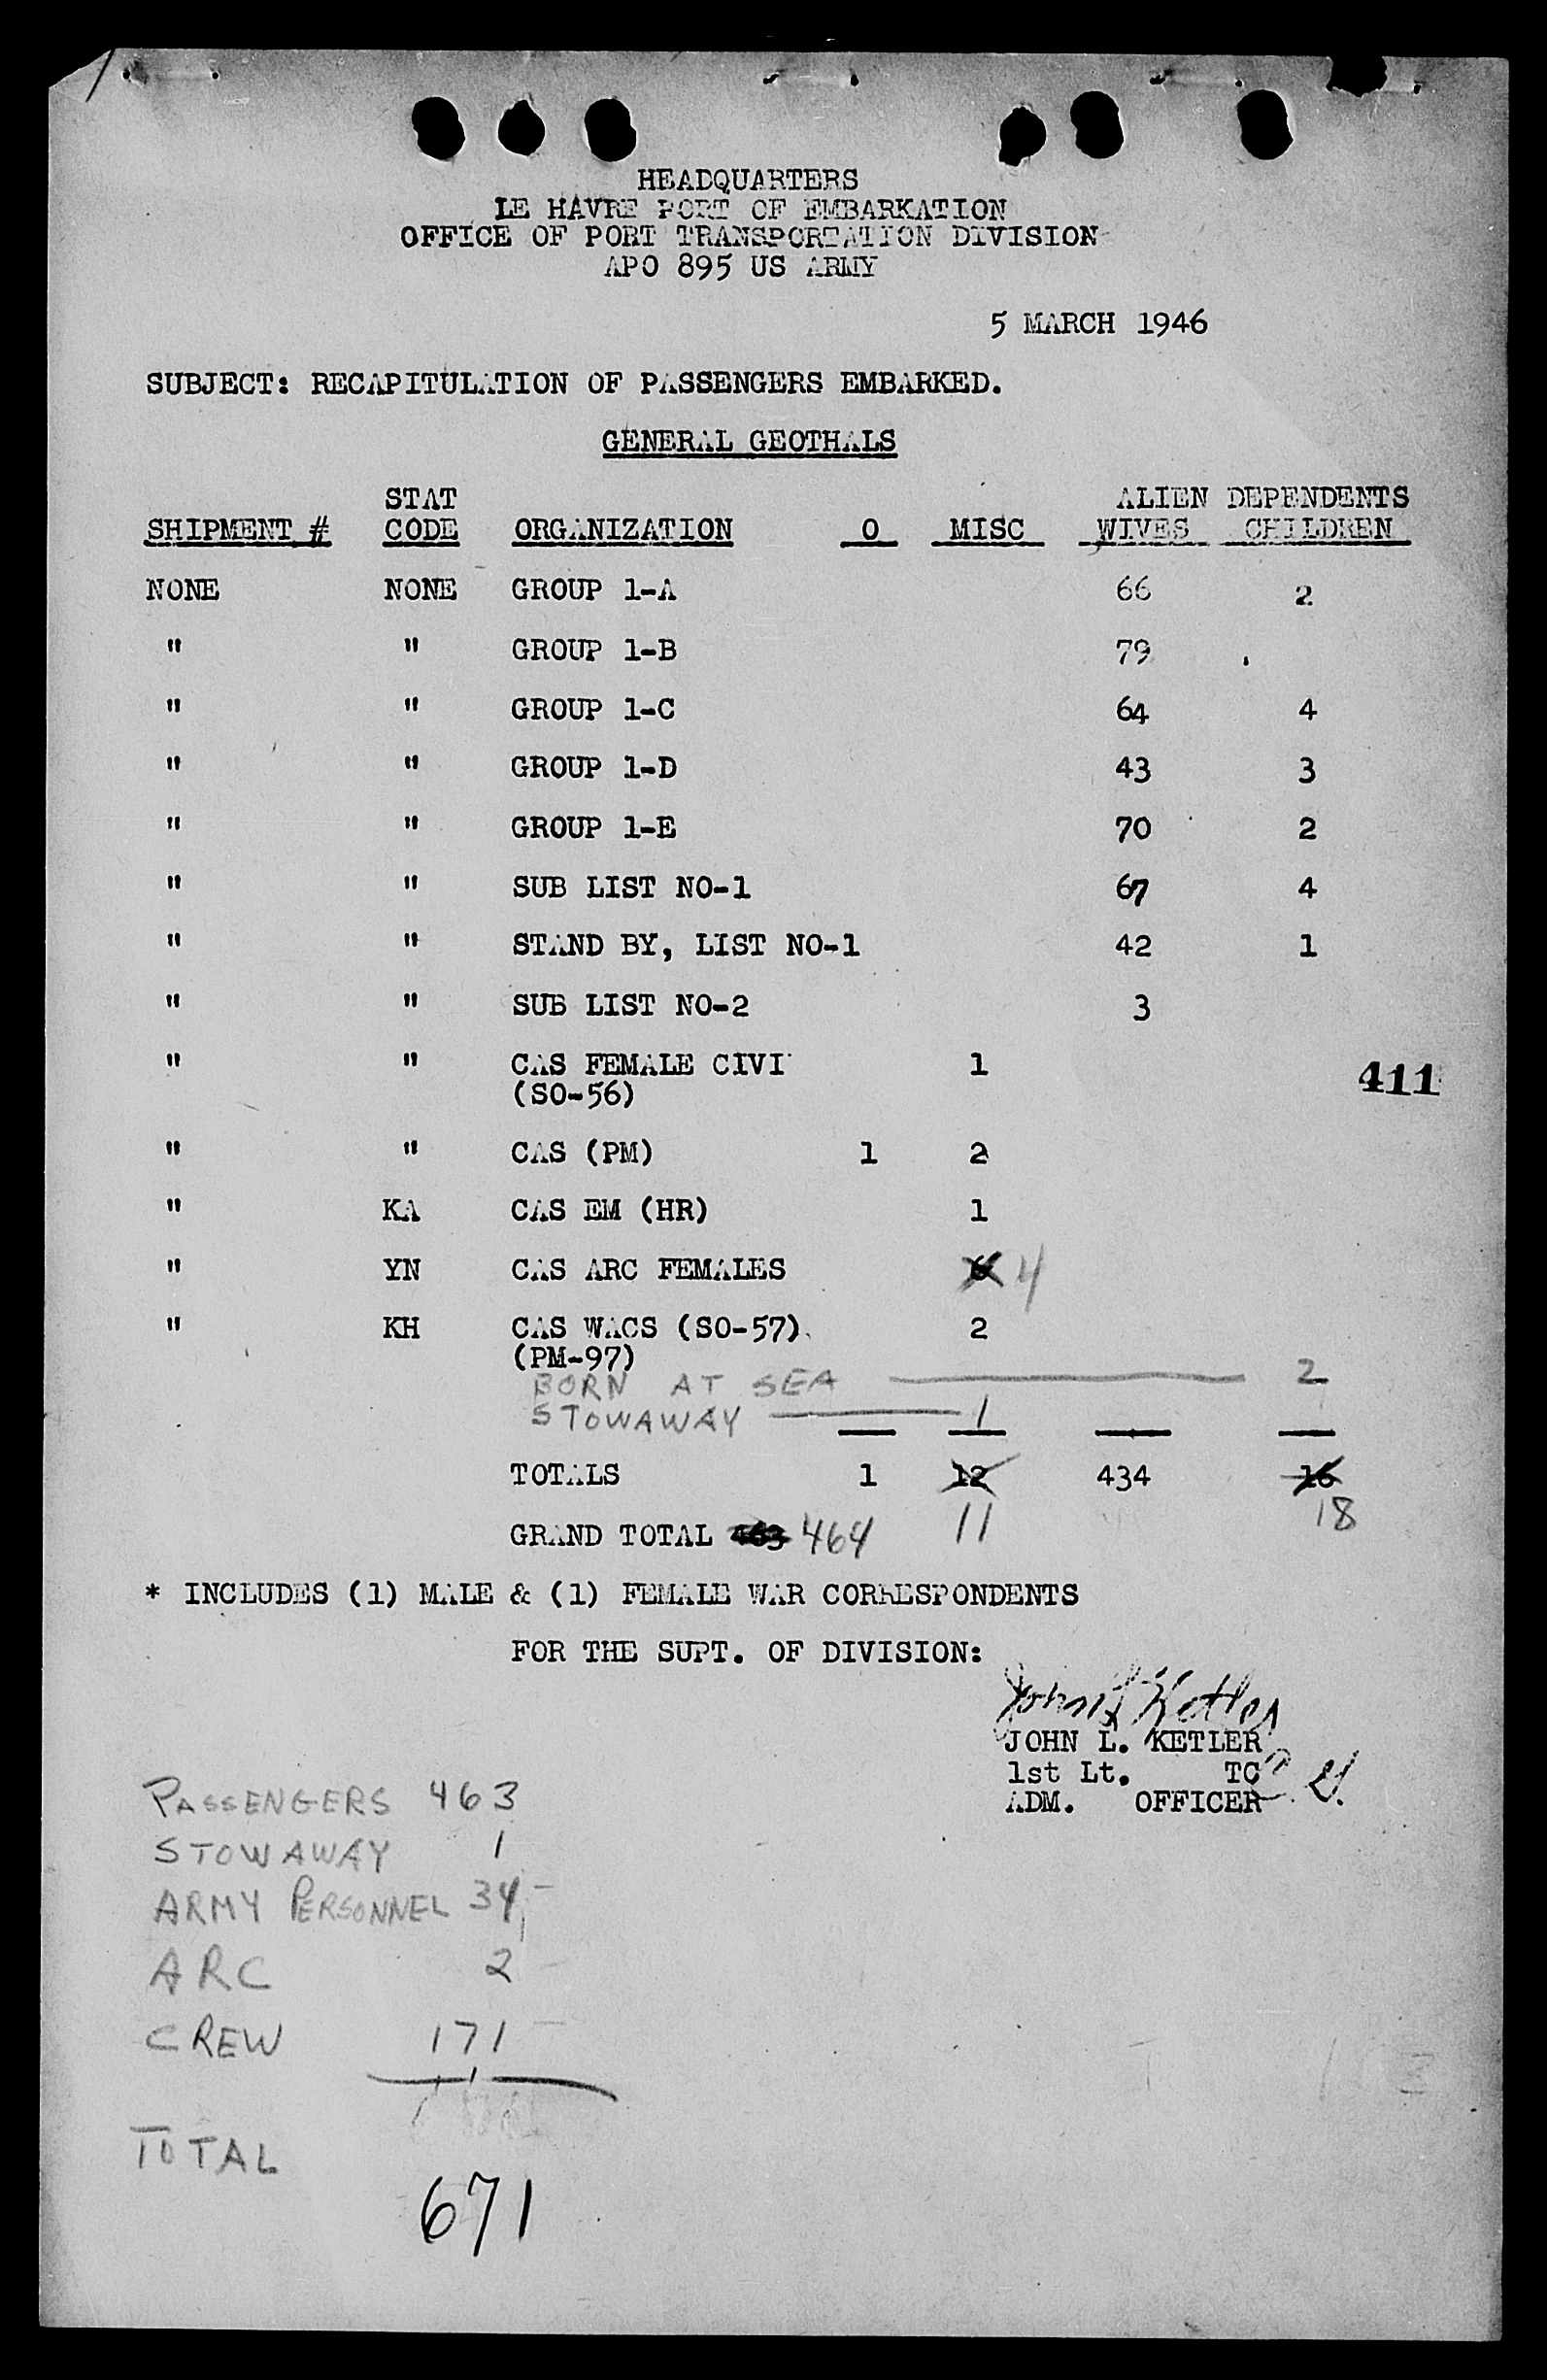 HEADQUARTERS
LE HAVRE PORT OF EMBARKATION
OFFICE OF PORT TRANSPORTATION DIVISION
APO 895 US ARMY
5 MARCH 1946
SUBJECT: RECAPITULATION OF PASSENGERS EMBARKED.
GENERAL GEOTHALS
STAT ALIEN DEPENDENTS
SHIPMENT # CODE ORGANIZATION O MISC WIVES CHILDREN
NONE NONE GROUP 1-A 66 2
" " GROUP 1-B 79
" " GROUP 1-C 64 4
" " GROUP 1-D 43 3
" " GROUP 1-E 70 2
" " SUB LIST NO-1 67 4
" " STAND BY, LIST NO-1 42 1
" " SUB LIST NO-2 3
" " CAS FEMALE CIVI 1 411
(SO-56)
" " CAS (PM) 1 2
" KA CAS EM (HR) 1
" YN CAS ARC FEMALES 6 4
" KH CAS WACS (SO-57) 2
(PM-97)
BORN AT SEA 2
STOWAWAY 1
TOTALS 1 12 434 16
GRAND TOTAL 463 464 11 18
* INCLUDES (1) MALE & (1) FEMALE WAR CORRESPONDENTS
FOR THE SUPT. OF DIVISION:
John L Ketler
JOHN L. KETLER
1st Lt. TC
ADM. OFFICER
PASSENGERS 463
STOWAWAY 1
ARMY PERSONNEL 34
ARC 2
CREW 171
TOTAL
671